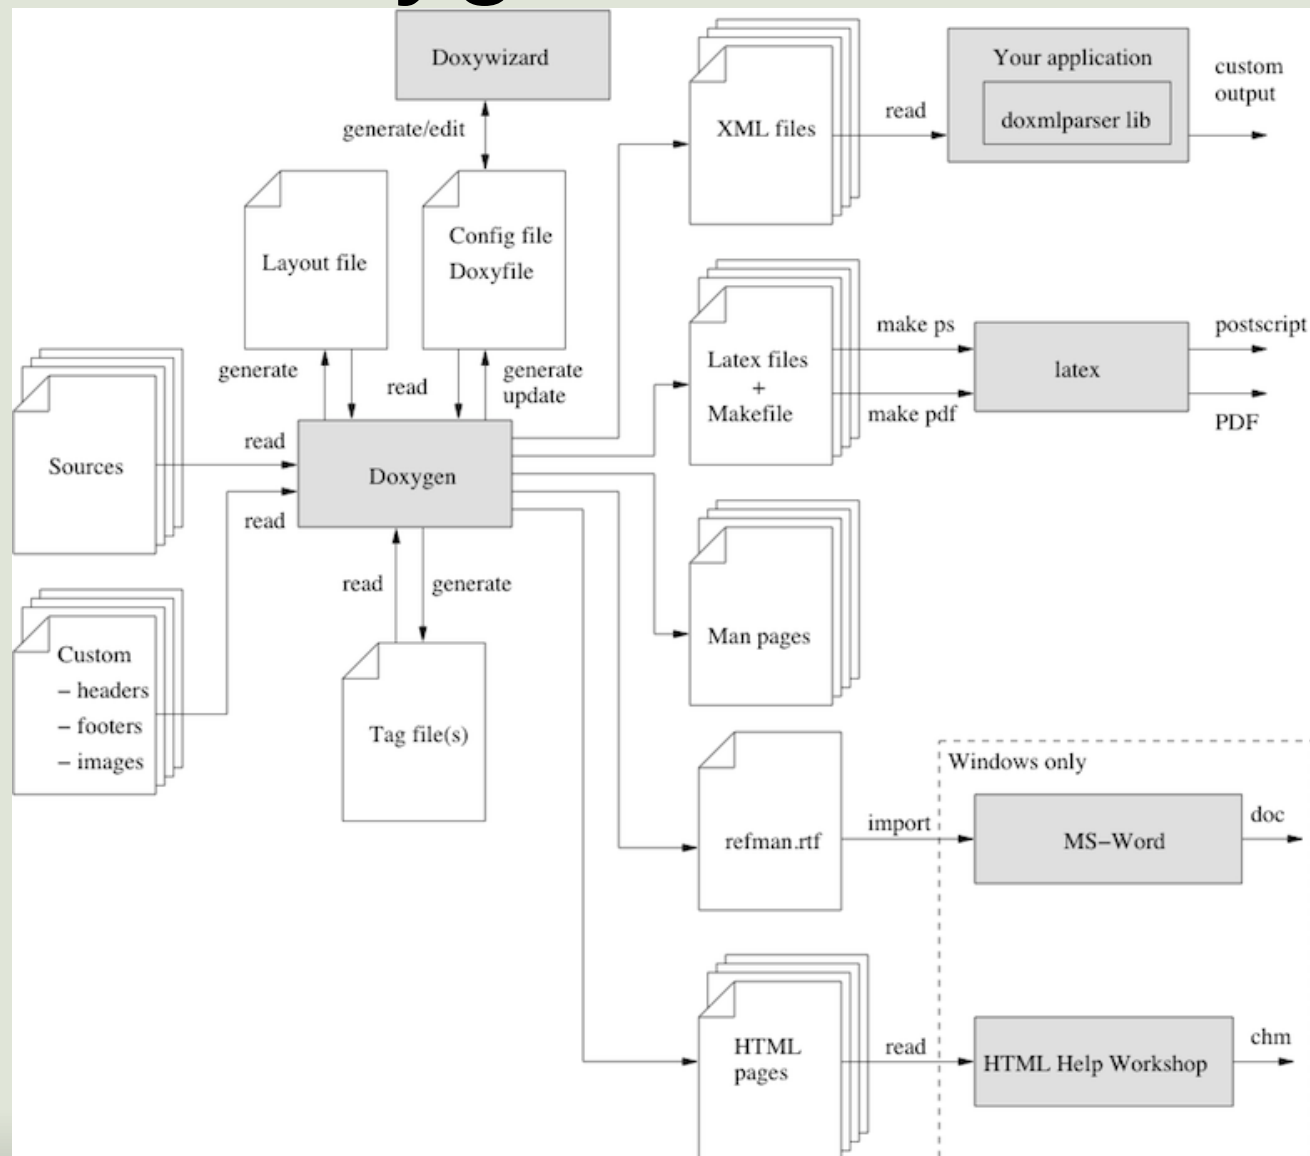 Doxywizard
generate/edit
Layout file
Config file
Doxyfile
generate
read
generate
update
Sources
read
Doxygen
read
Custom
– headers
– footers
– images
read
generate
Tag file(s)
XML files
read
Your application
doxmlparser lib
custom
output
Latex files
+
Makefile
make ps
make pdf
latex
postscript
PDF
Man pages
refman.rtf
import
Windows only
MS–Word
doc
HTML
pages
read
HTML Help Workshop
chm